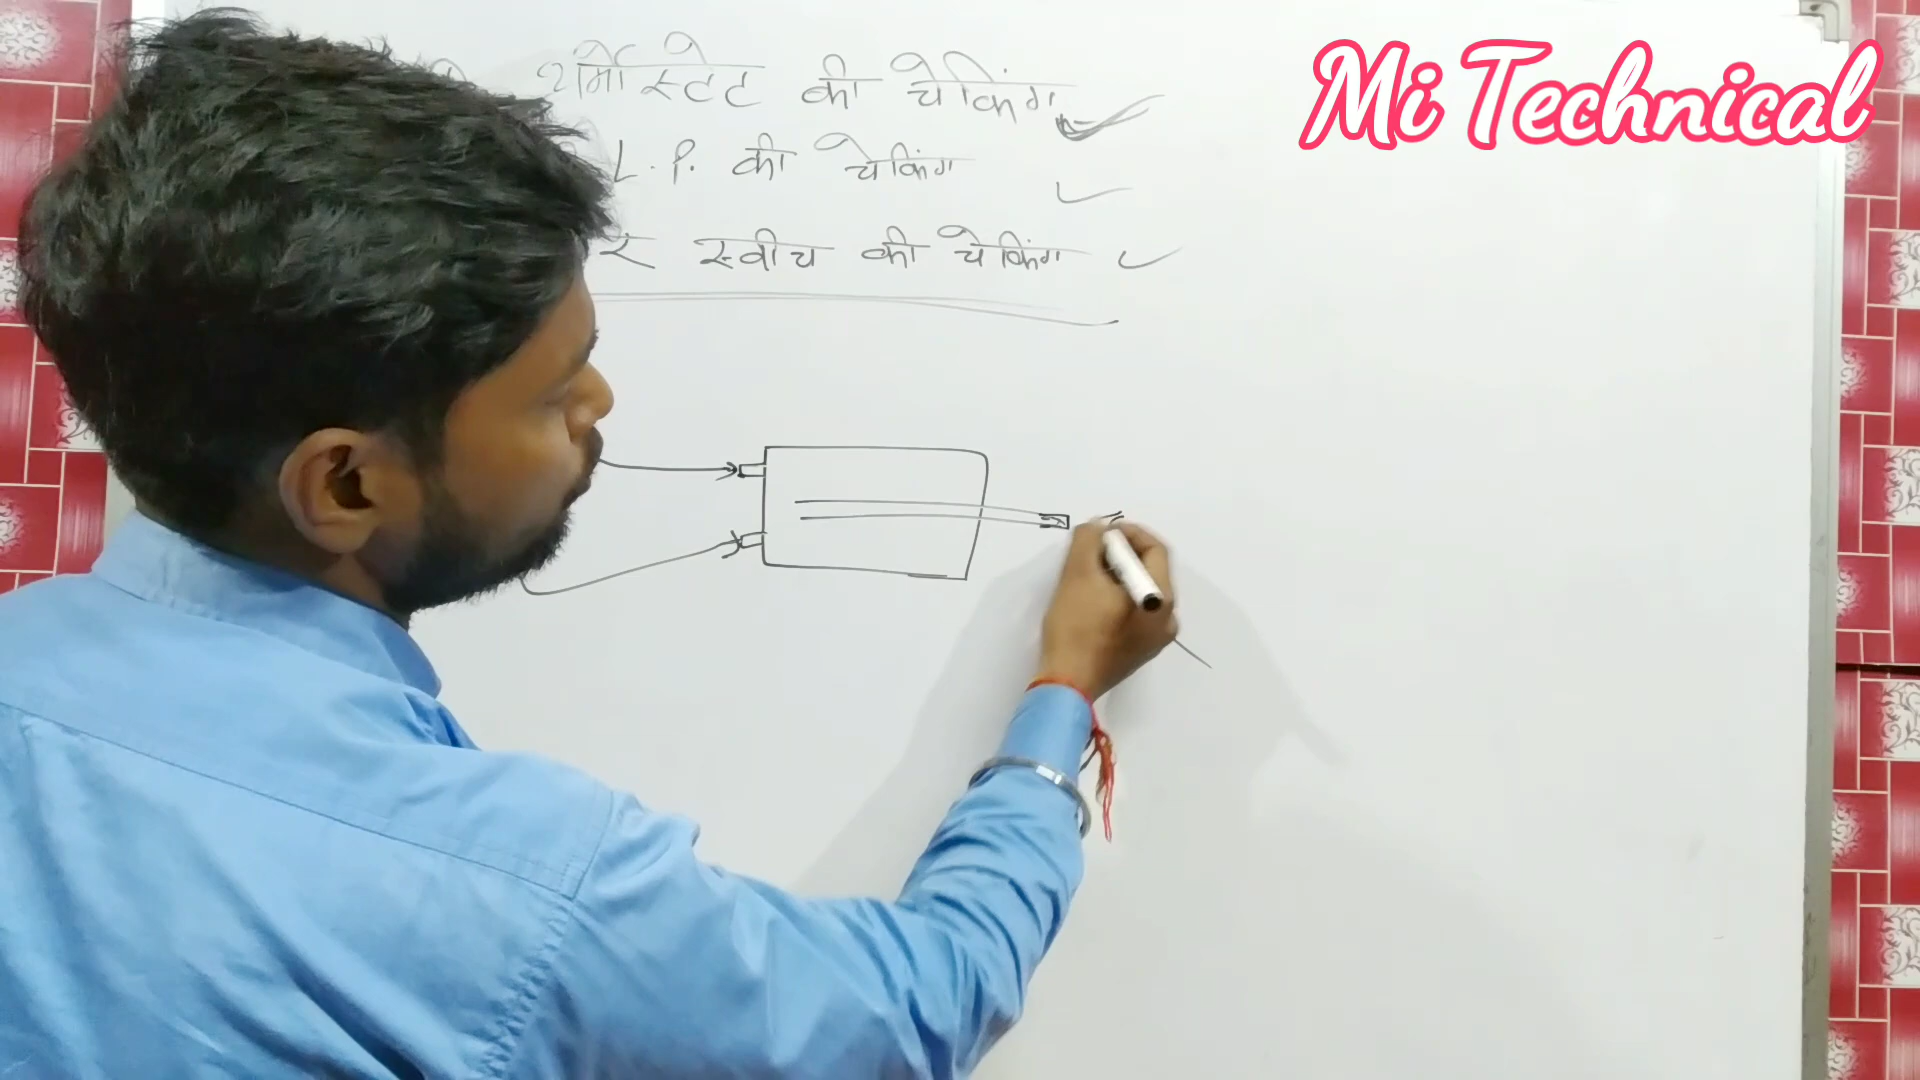 Mi Technical
थर्मोस्टेट की चेकिंग
L.P. की चेकिंग
स्वीच की चेकिंग